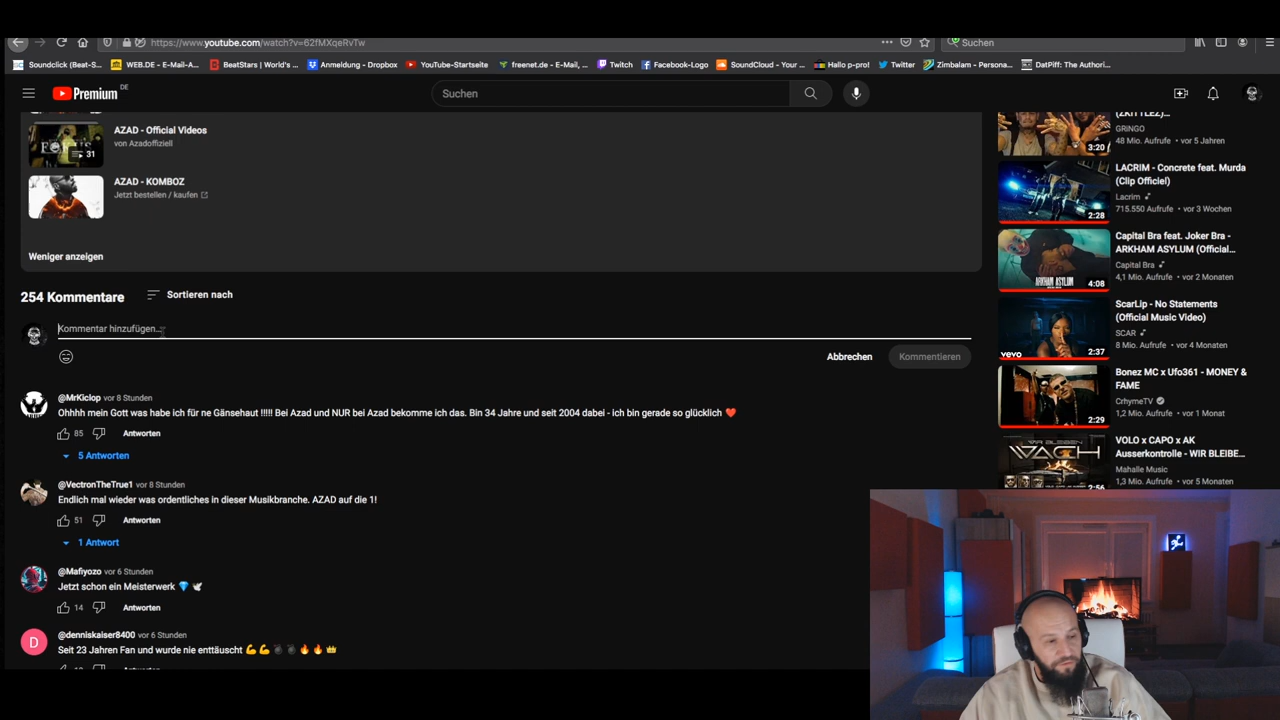 https://www.youtube.com/watch?v=62fMXqeRvTw
Suchen
Soundclick (Beat-S...
WEB.DE - E-Mail-A...
BeatStars | World's ...
Anmeldung - Dropbox
YouTube-Startseite
freenet.de - E-Mail, ...
Twitch
Facebook-Logo
SoundCloud - Your ...
Hallo p-pro!
Twitter
Zimbalam - Persona...
DatPiff: The Authori...
Premium DE
Suchen
AZAD - Official Videos
von Azadoffiziell
31
AZAD - KOMBOZ
Jetzt bestellen / kaufen
Weniger anzeigen
254 Kommentare
Sortieren nach
Kommentar hinzufügen...
Abbrechen
Kommentieren
@MrKiclop vor 8 Stunden
Ohhhh mein Gott was habe ich für ne Gänsehaut !!!!! Bei Azad und NUR bei Azad bekomme ich das. Bin 34 Jahre und seit 2004 dabei - ich bin gerade so glücklich ❤️
85
Antworten
5 Antworten
@VectronTheTrue1 vor 8 Stunden
Endlich mal wieder was ordentliches in dieser Musikbranche. AZAD auf die 1!
51
Antworten
1 Antwort
@Mafiyozo vor 6 Stunden
Jetzt schon ein Meisterwerk 💎 🕊️
14
Antworten
D
@denniskaiser8400 vor 6 Stunden
Seit 23 Jahren Fan und wurde nie enttäuscht 💪💪💣💣🔥🔥👑
GRINGO
48 Mio. Aufrufe • vor 5 Jahren
3:20
LACRIM - Concrete feat. Murda
(Clip Officiel)
Lacrim
715.550 Aufrufe • vor 3 Wochen
2:28
Capital Bra feat. Joker Bra -
ARKHAM ASYLUM (Official...
Capital Bra
4,1 Mio. Aufrufe • vor 2 Monaten
ARKHAM ASYLUM
4:08
ScarLip - No Statements
(Official Music Video)
SCAR
8 Mio. Aufrufe • vor 4 Monaten
vevo
2:37
Bonez MC x Ufo361 - MONEY &
FAME
CrhymeTV
1,2 Mio. Aufrufe • vor 1 Monat
2:29
VOLO x CAPO x AK
Ausserkontrolle - WIR BLEIBE...
Mahalle Music
1,3 Mio. Aufrufe • vor 5 Monaten
WIR BLEIBEN
WACH
2:56